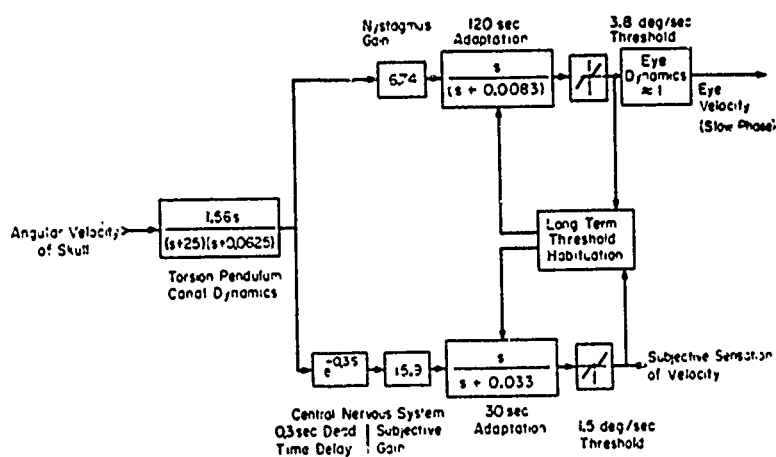 Nystagmus
Gain
120 sec
Adaptation
3.8 deg/sec
Threshold
6.74
s
(s + 0.0083)
Eye
Dynamics
≈ 1
Eye
Velocity
(Slow Phase)
Angular Velocity
of Skull
1.56s
(s+25)(s+0.0625)
Torsion Pendulum
Canal Dynamics
Long Term
Threshold
Habituation
e^-0.3s
15.9
s
s + 0.033
Subjective Sensation
of Velocity
Central Nervous System
0.3 sec Dead
Time Delay
Subjective
Gain
30 sec
Adaptation
1.5 deg/sec
Threshold